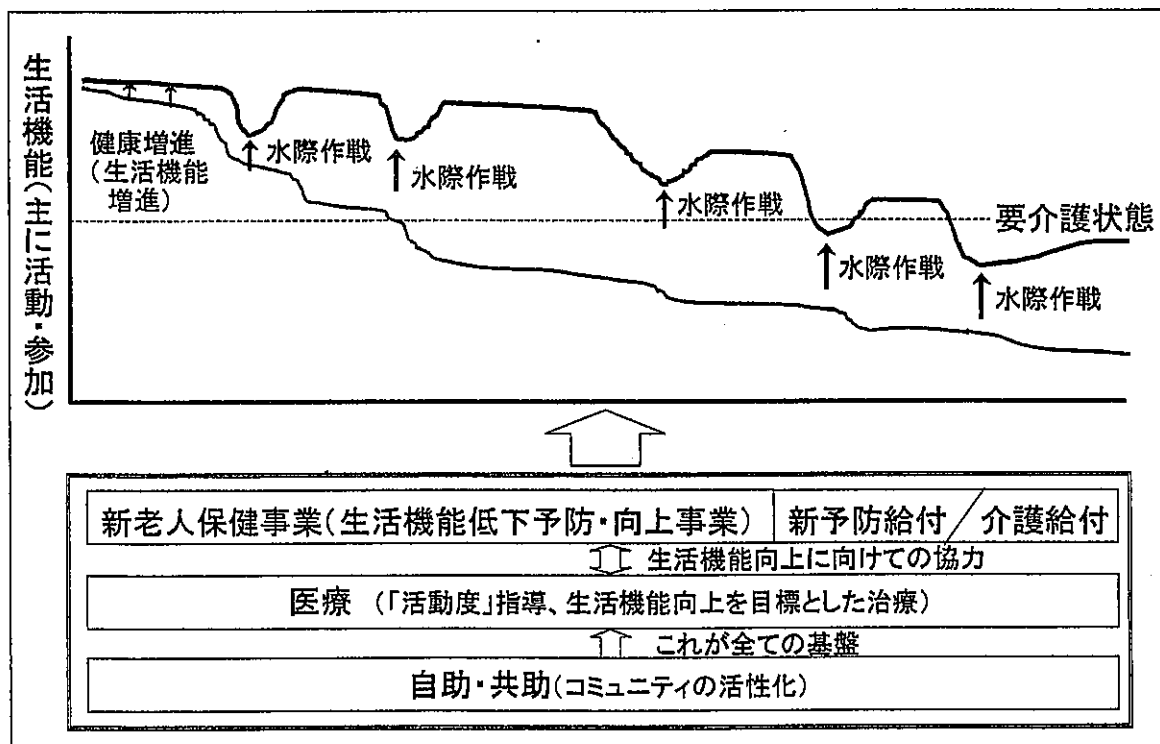 生活機能(主に活動・参加)
健康増進
(生活機能
増進)
水際作戦
水際作戦
水際作戦
水際作戦
水際作戦
要介護状態
新老人保健事業(生活機能低下予防・向上事業)
新予防給付/介護給付
生活機能向上に向けての協力
医療 (「活動度」指導、生活機能向上を目標とした治療)
これが全ての基盤
自助・共助(コミュニティの活性化)